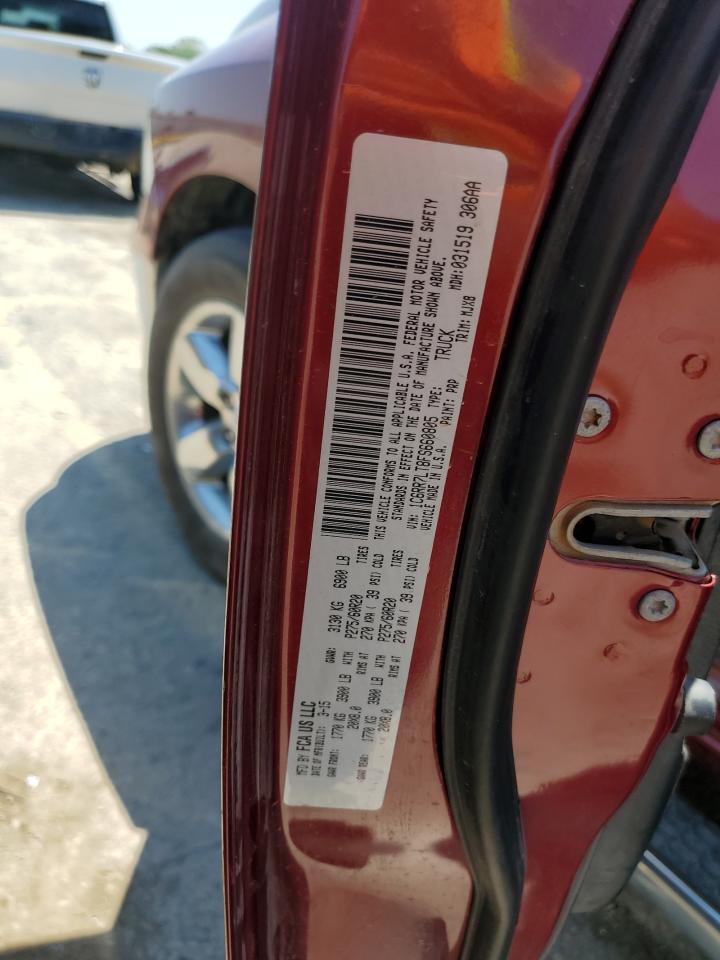 MFD BY FCA US LLC
DATE OF MFR(BUILT): 3-15 GVWR: 3130 KG 6900 LB
GAWR FRONT: 1770 KG 3900 LB WITH P275/60R20 TIRES
20X8.0 RIMS AT 270 KPA ( 39 PSI) COLD
GAWR REAR: 1770 KG 3900 LB WITH P275/60R20 TIRES
20X8.0 RIMS AT 270 KPA ( 39 PSI) COLD
THIS VEHICLE CONFORMS TO ALL APPLICABLE U.S.A. FEDERAL MOTOR VEHICLE SAFETY
STANDARDS IN EFFECT ON THE DATE OF MANUFACTURE SHOWN ABOVE.
VIN: 1C6RR7LT8FS660805 TYPE: TRUCK MDH:031519 306AA
VEHICLE MADE IN U.S.A. PAINT: PRP TRIM: MJX8